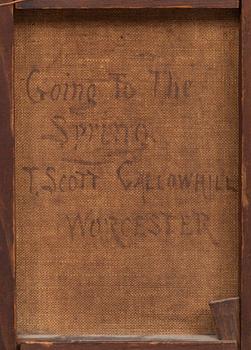 Going To The
Spring
T. Scott Callowhill
Worcester